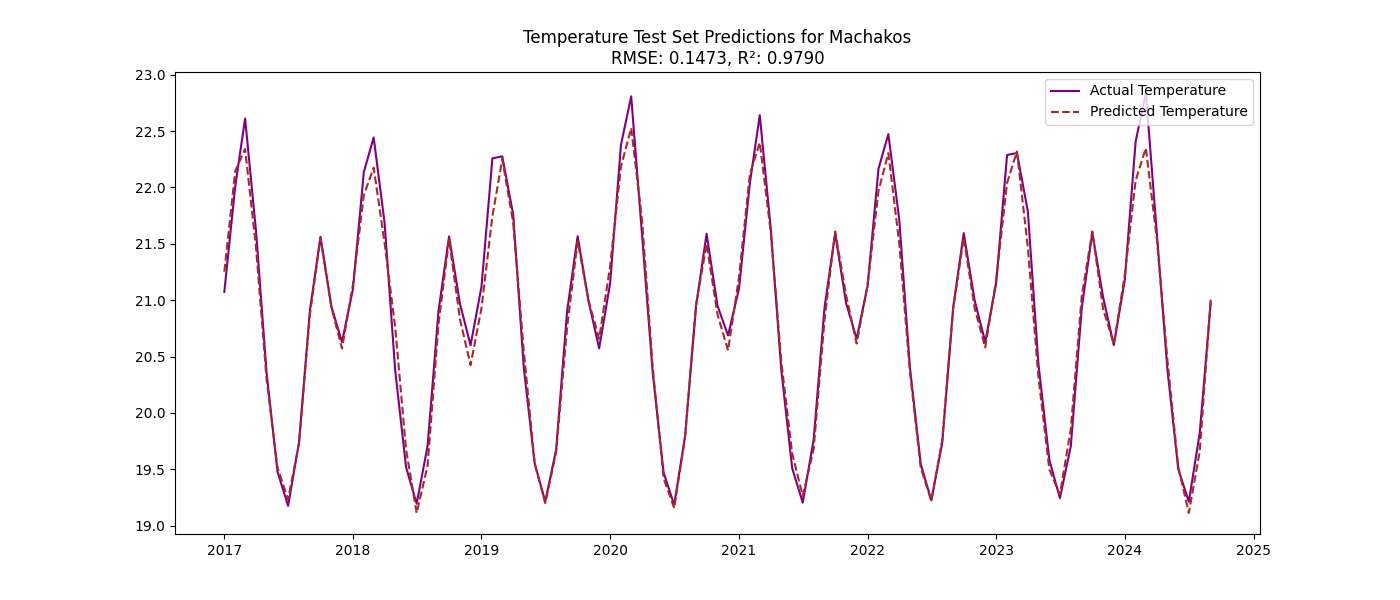 Temperature Test Set Predictions for Machakos
RMSE: 0.1473, R²: 0.9790
Actual Temperature
Predicted Temperature
23.0
22.5
22.0
21.5
21.0
20.5
20.0
19.5
19.0
2017 2018 2019 2020 2021 2022 2023 2024 2025